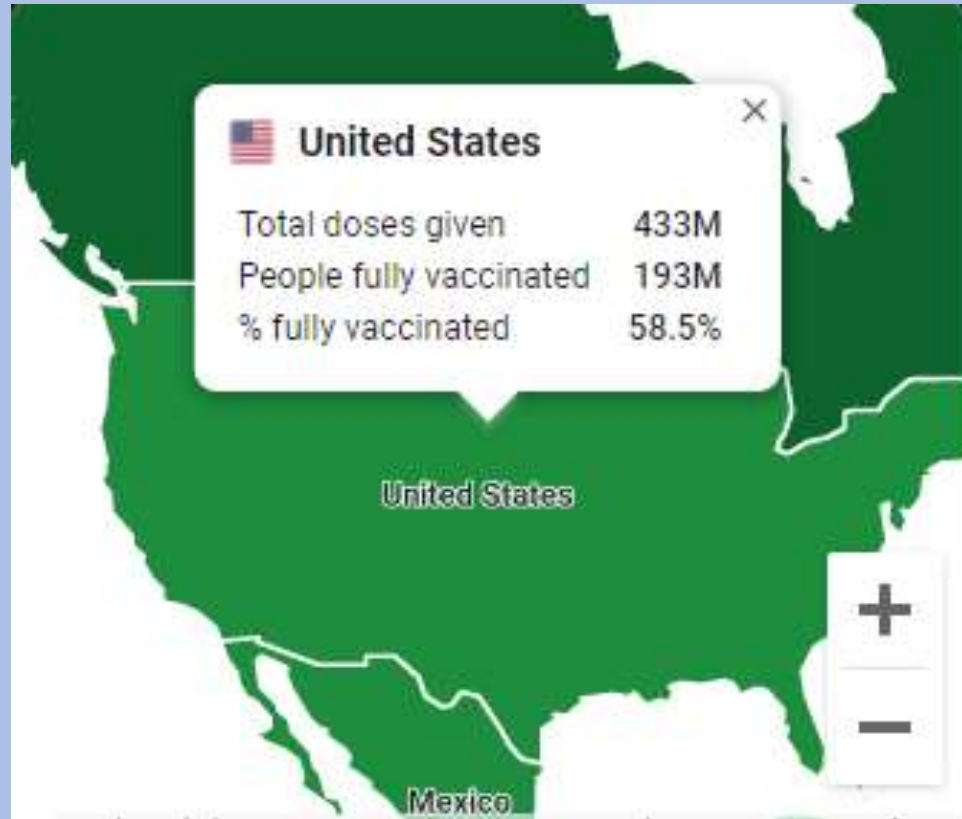 United States
Total doses given 433M
People fully vaccinated 193M
% fully vaccinated 58.5%
United States
Mexico